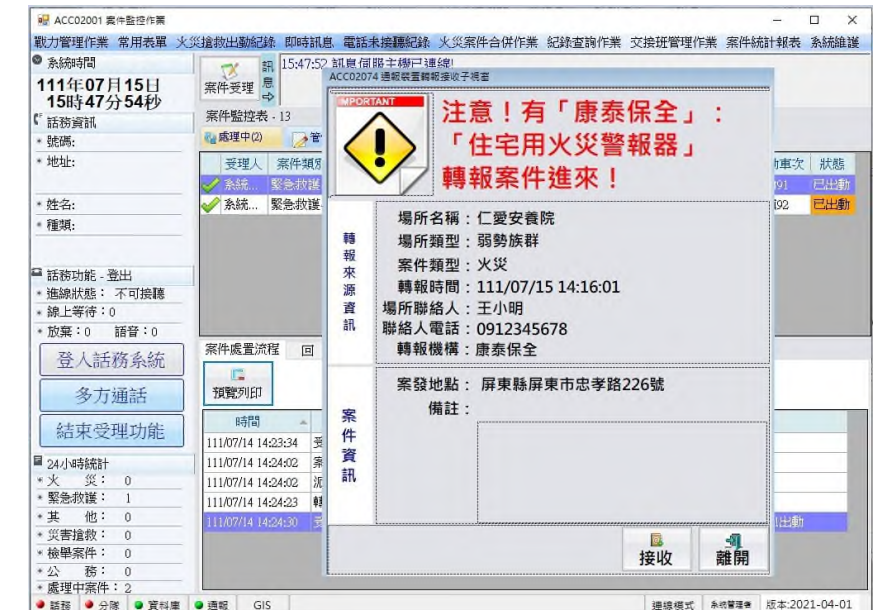 ACC02001 案件監控作業
戰力管理作業 常用表單 火災搶救出動紀錄 即時訊息 電話未接聽紀錄 火災案件合併作業 紀錄查詢作業 交接班管理作業 案件統計報表 系統維護
系統時間
111年07月15日
15時47分54秒
話務資訊
* 號碼:
* 地址:
* 姓名:
* 種類:
話務功能 - 登出
* 進線狀態： 不可接聽
* 線上等待：0
* 放棄：0 語音：0
登入話務系統
多方通話
結束受理功能
24小時統計
* 火 災： 0
* 緊急救護： 1
* 其 他： 0
* 災害搶救： 0
* 檢舉案件： 0
* 公 務： 0
* 處理中案件：2
案件受理
訊息
15:47:52 訊息伺服主機已連線!
案件監控表 - 13
處理中(2)
受理人 案件類別
車次 狀態
系統... 緊急救護
91 已出動
系統... 緊急救護
92 已出動
案件處置流程 回
預覽列印
時間
111/07/14 14:23:34 受
111/07/14 14:24:02 案
111/07/14 14:24:02 派
111/07/14 14:24:23 轉
111/07/14 14:24:30
出動
ACC02074 通報裝置轉報接收子視窗
IMPORTANT
注意！有「康泰保全」：
「住宅用火災警報器」
轉報案件進來！
轉報來源資訊
場所名稱：仁愛安養院
場所類型：弱勢族群
案件類型：火災
轉報時間：111/07/15 14:16:01
場所聯絡人：王小明
聯絡人電話：0912345678
轉報機構：康泰保全
案件資訊
案發地點： 屏東縣屏東市忠孝路226號
備註：
接收
離開
話務 分隊 資料庫 通報 GIS
連線模式 系統管理者 版本:2021-04-01